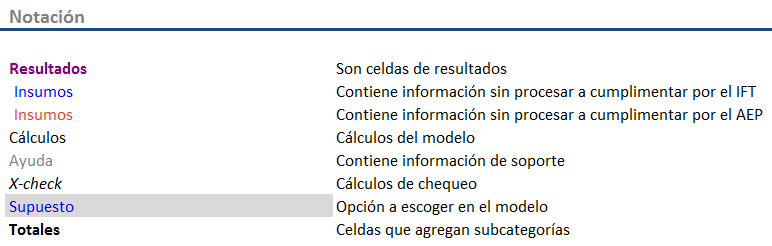 Notación
Resultados Son celdas de resultados
Insumos Contiene información sin procesar a cumplimentar por el IFT
Insumos Contiene información sin procesar a cumplimentar por el AEP
Cálculos Cálculos del modelo
Ayuda Contiene información de soporte
X-check Cálculos de chequeo
Supuesto Opción a escoger en el modelo
Totales Celdas que agregan subcategorías